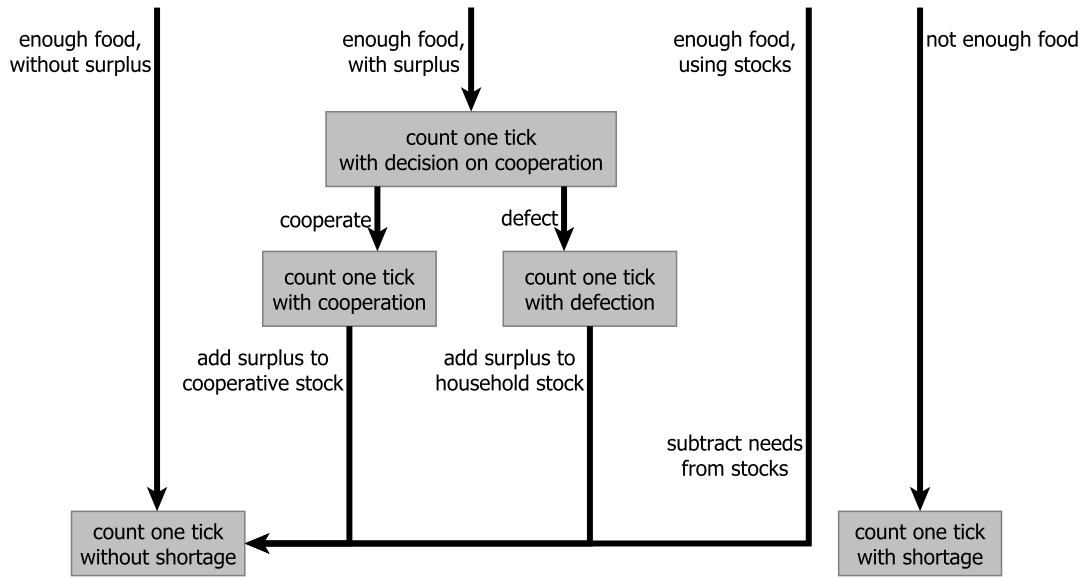 enough food,
without surplus
enough food,
with surplus
enough food,
using stocks
not enough food
count one tick
with decision on cooperation
cooperate
defect
count one tick
with cooperation
count one tick
with defection
add surplus to
cooperative stock
add surplus to
household stock
subtract needs
from stocks
count one tick
without shortage
count one tick
with shortage